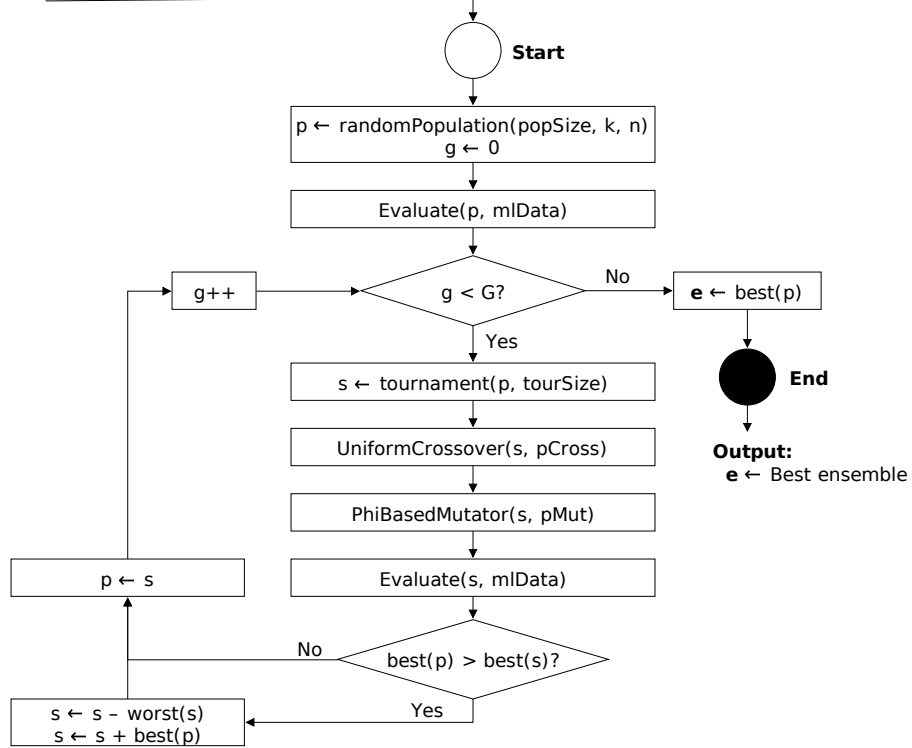 Start
p ← randomPopulation(popSize, k, n)
g ← 0
Evaluate(p, mlData)
g++
g < G?
No
e ← best(p)
Yes
s ← tournament(p, tourSize)
End
UniformCrossover(s, pCross)
Output:
e ← Best ensemble
PhiBasedMutator(s, pMut)
p ← s
Evaluate(s, mlData)
No
best(p) > best(s)?
Yes
s ← s – worst(s)
s ← s + best(p)